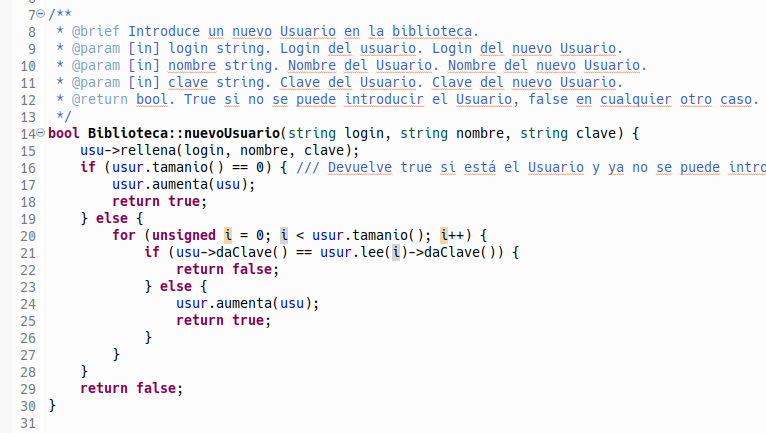 7 /**
8  * @brief Introduce un nuevo Usuario en la biblioteca.
9  * @param [in] login string. Login del usuario. Login del nuevo Usuario.
10  * @param [in] nombre string. Nombre del Usuario. Nombre del nuevo Usuario.
11  * @param [in] clave string. Clave del Usuario. Clave del nuevo Usuario.
12  * @return bool. True si no se puede introducir el Usuario, false en cualquier otro caso.
13  */
14 bool Biblioteca::nuevoUsuario(string login, string nombre, string clave) {
15     usu->rellena(login, nombre, clave);
16     if (usur.tamanio() == 0) { /// Devuelve true si está el Usuario y ya no se puede intro
17         usur.aumenta(usu);
18         return true;
19     } else {
20         for (unsigned i = 0; i < usur.tamanio(); i++) {
21             if (usu->daClave() == usur.lee(i)->daClave()) {
22                 return false;
23             } else {
24                 usur.aumenta(usu);
25                 return true;
26             }
27         }
28     }
29     return false;
30 }
31